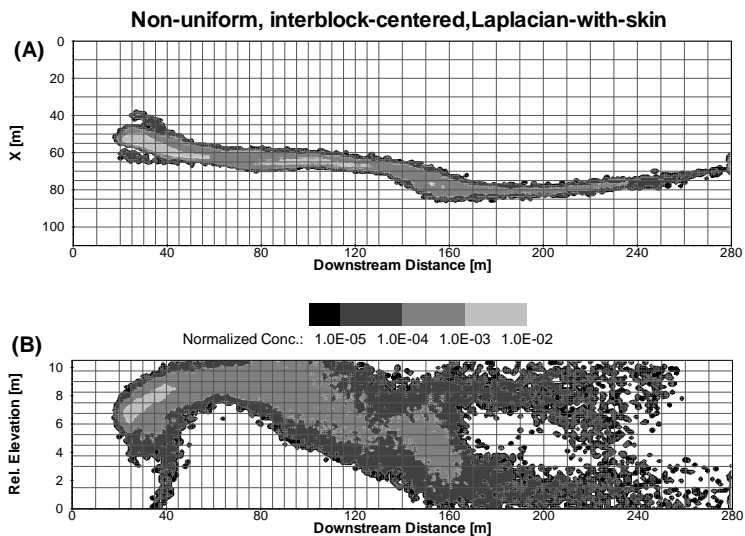 Non-uniform, interblock-centered,Laplacian-with-skin
(A)
0
20
40
60
80
100
X [m]
0 40 80 120 160 200 240 280
Downstream Distance [m]
Normalized Conc.: 1.0E-05 1.0E-04 1.0E-03 1.0E-02
(B)
10
8
6
4
2
0
Rel. Elevation [m]
0 40 80 120 160 200 240 280
Downstream Distance [m]